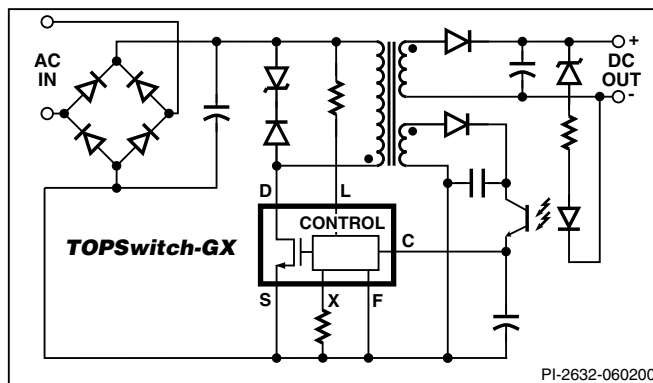 AC
IN
+
DC
OUT
-
D
L
CONTROL
C
TOPSwitch-GX
S
X
F
PI-2632-060200